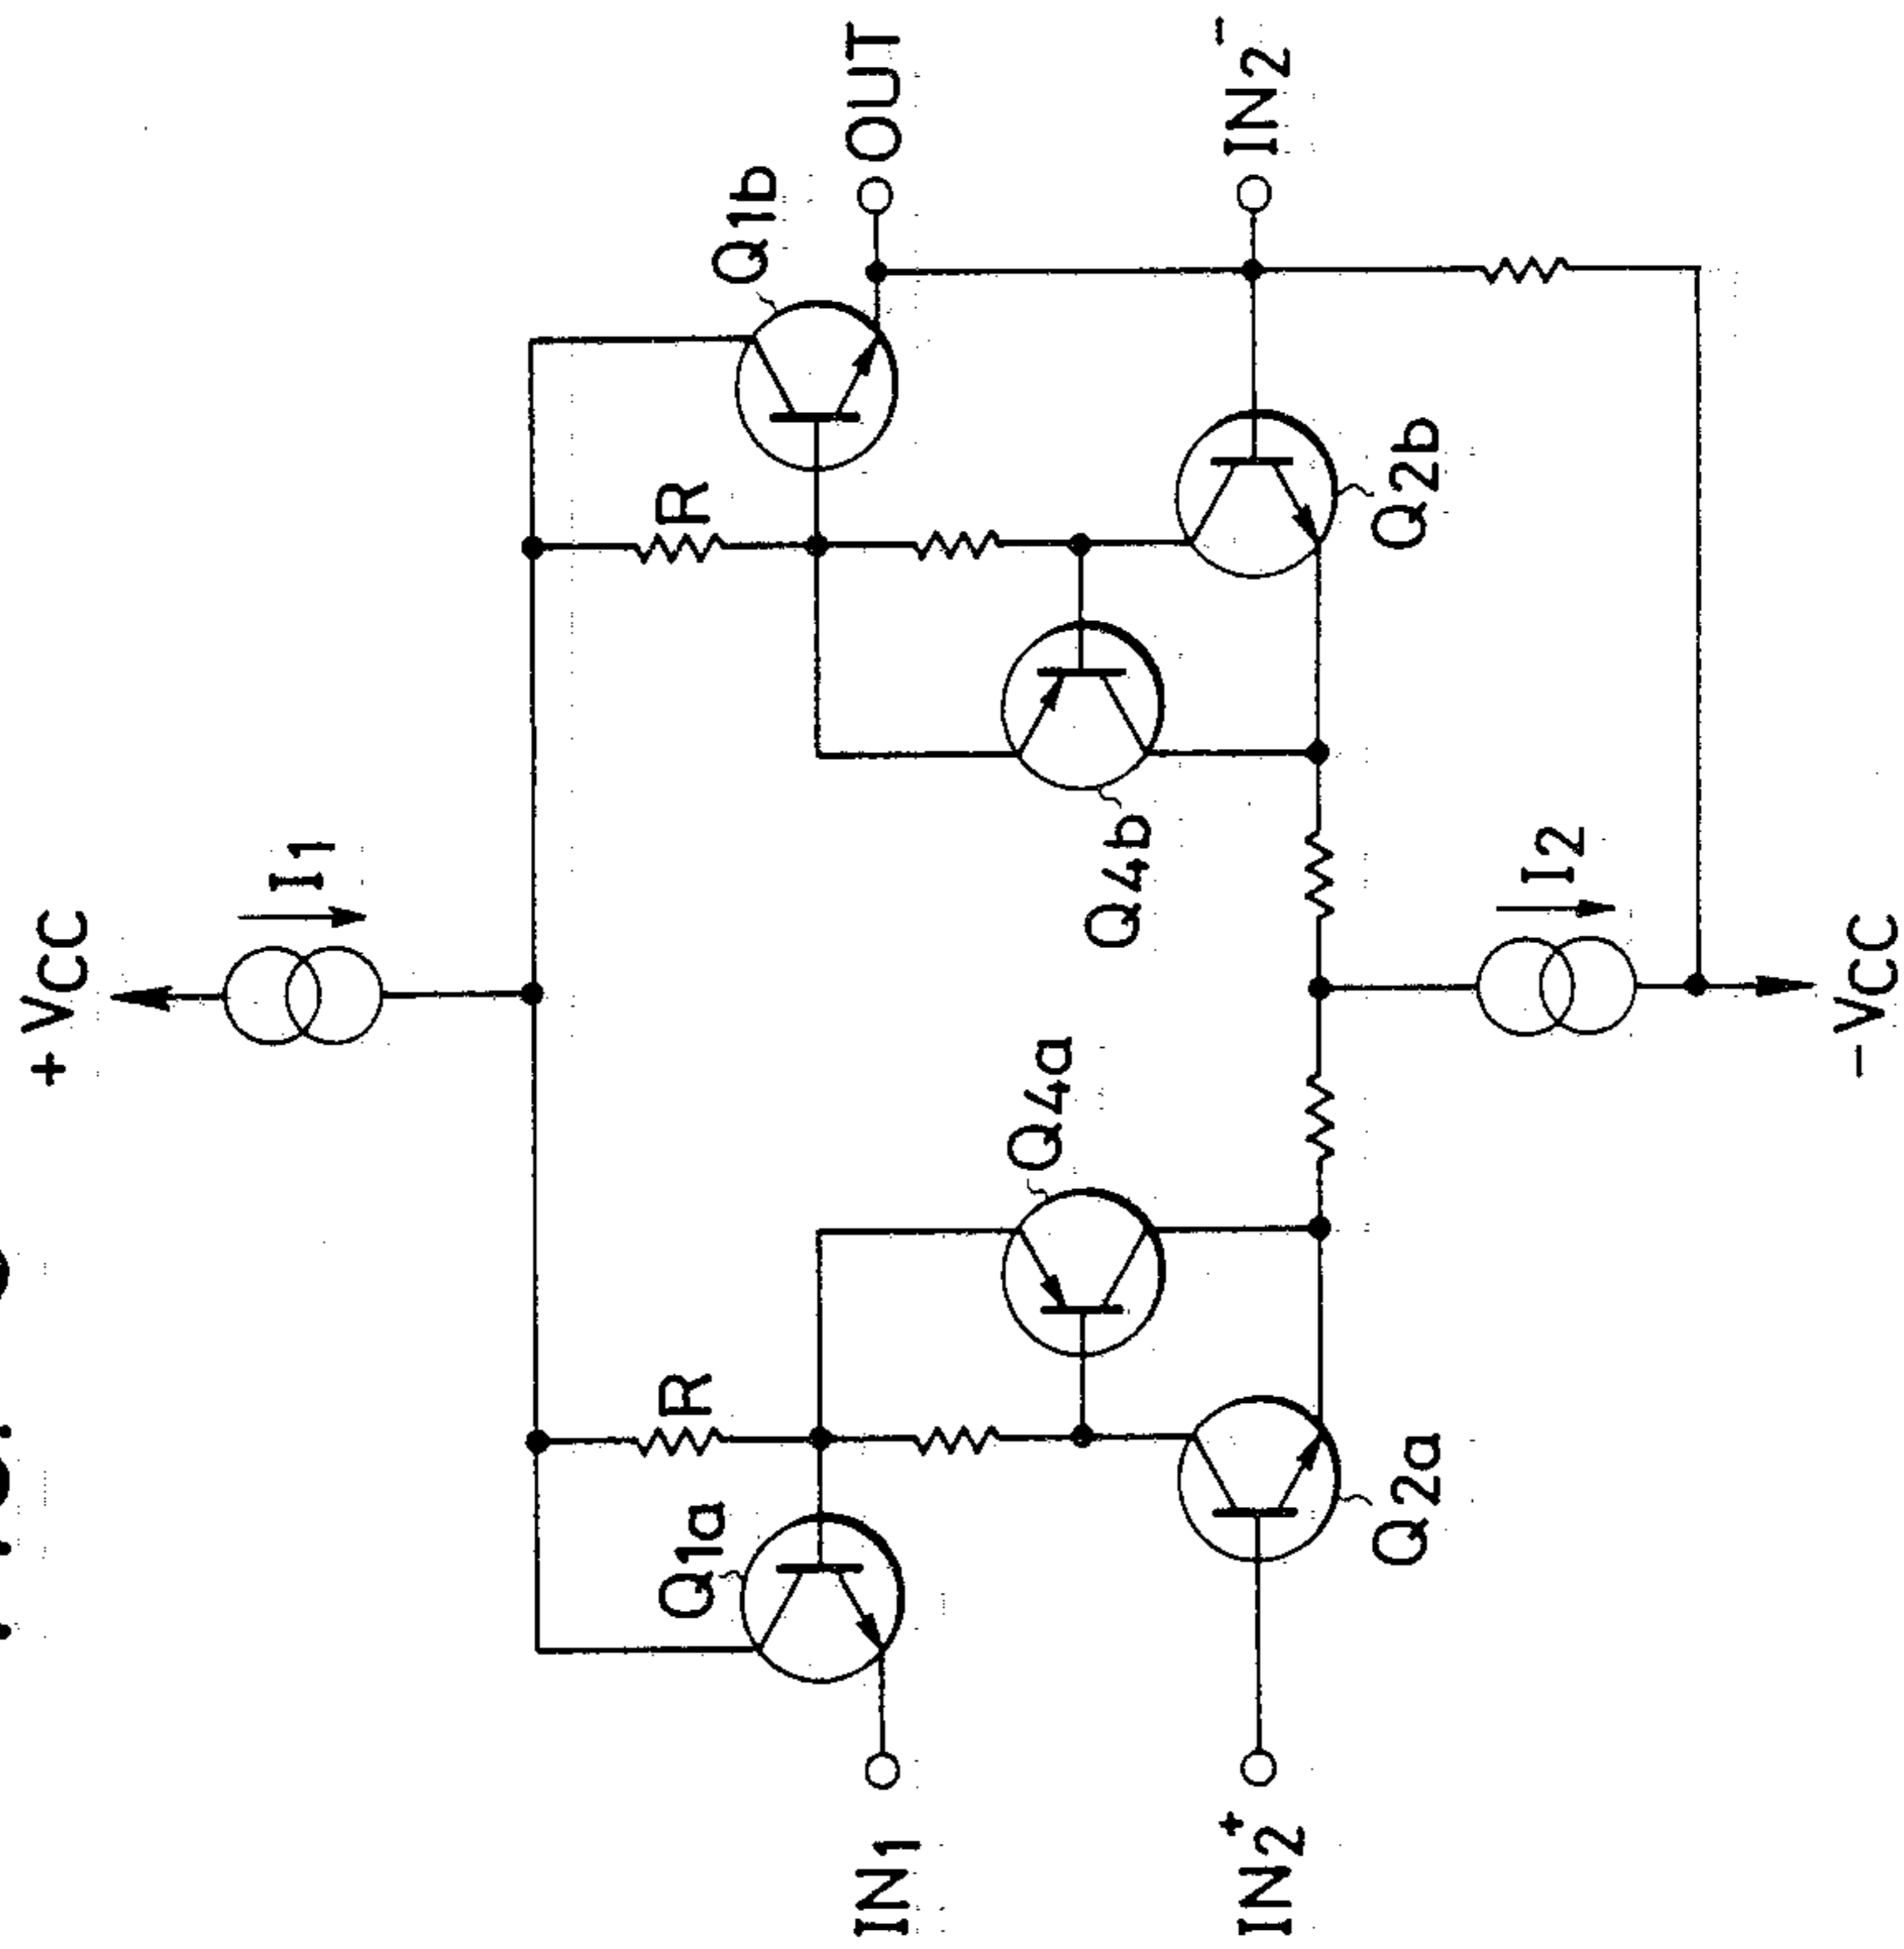 +VCC
I1
R
R
Q1a
Q1b
OUT
IN1
Q4a
Q4b
IN2+
IN2-
Q2a
Q2b
I2
-VCC